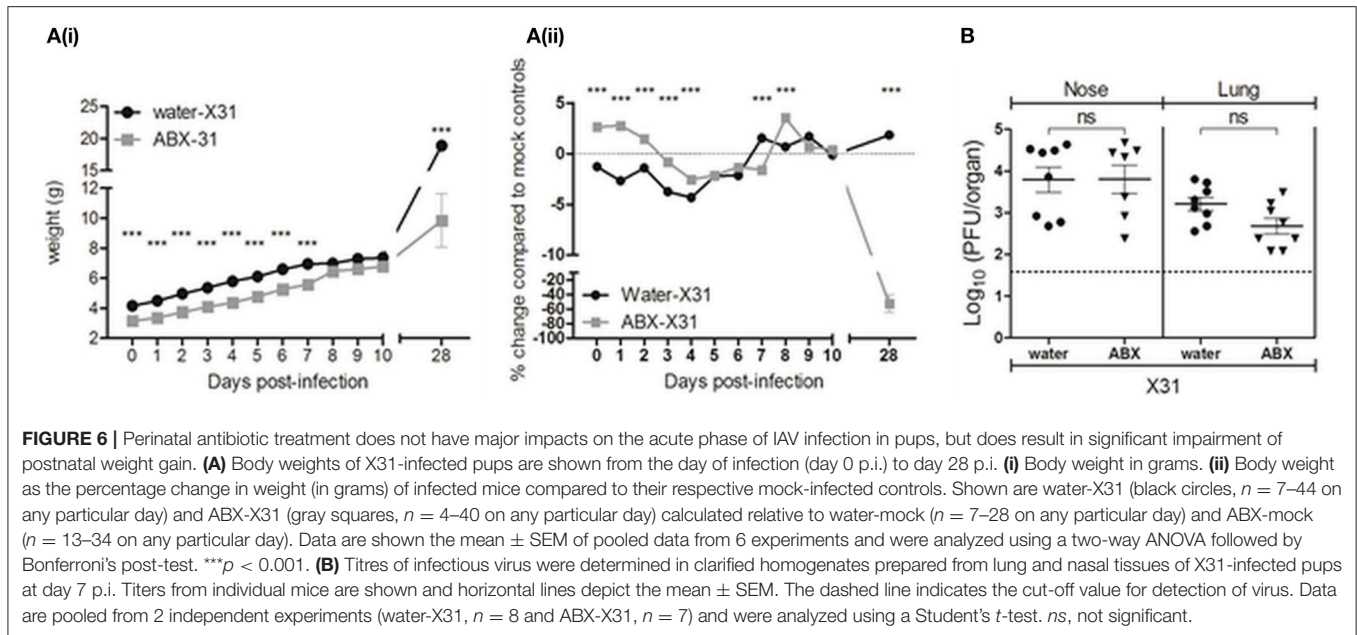 A(i)
A(ii)
B
25
20
15
12
10
8
6
4
2
weight (g)
water-X31
ABX-31
***
*** *** *** *** *** *** *** ***
0 1 2 3 4 5 6 7 8 9 10 28
Days post-infection
% change compared to mock controls
5
0
-5
-10
-20
-40
-60
-80
-100
*** *** *** *** *** *** *** ***
Water-X31
ABX-X31
0 1 2 3 4 5 6 7 8 9 10 28
Days post-infection
Nose Lung
ns ns
Log10 (PFU/organ)
5
4
3
2
1
0
water ABX water ABX
X31
FIGURE 6 | Perinatal antibiotic treatment does not have major impacts on the acute phase of IAV infection in pups, but does result in significant impairment of
postnatal weight gain. (A) Body weights of X31-infected pups are shown from the day of infection (day 0 p.i.) to day 28 p.i. (i) Body weight in grams. (ii) Body weight
as the percentage change in weight (in grams) of infected mice compared to their respective mock-infected controls. Shown are water-X31 (black circles, n = 7–44 on
any particular day) and ABX-X31 (gray squares, n = 4–40 on any particular day) calculated relative to water-mock (n = 7–28 on any particular day) and ABX-mock
(n = 13–34 on any particular day). Data are shown the mean ± SEM of pooled data from 6 experiments and were analyzed using a two-way ANOVA followed by
Bonferroni's post-test. ***p < 0.001. (B) Titres of infectious virus were determined in clarified homogenates prepared from lung and nasal tissues of X31-infected pups
at day 7 p.i. Titers from individual mice are shown and horizontal lines depict the mean ± SEM. The dashed line indicates the cut-off value for detection of virus. Data
are pooled from 2 independent experiments (water-X31, n = 8 and ABX-X31, n = 7) and were analyzed using a Student's t-test. ns, not significant.